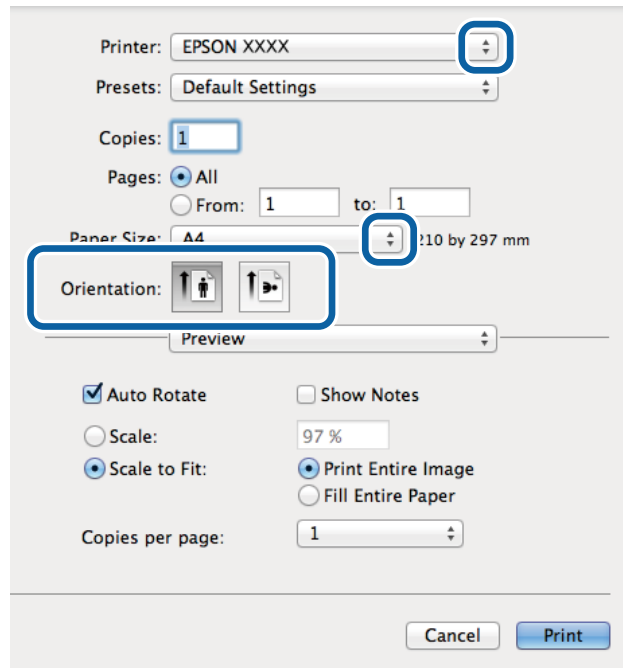 Printer: EPSON XXXX
Presets: Default Settings
Copies: 1
Pages: All
From: 1 to: 1
Paper Size: A4 210 by 297 mm
Orientation:
Preview
Auto Rotate Show Notes
Scale: 97 %
Scale to Fit: Print Entire Image
Fill Entire Paper
Copies per page: 1
Cancel Print